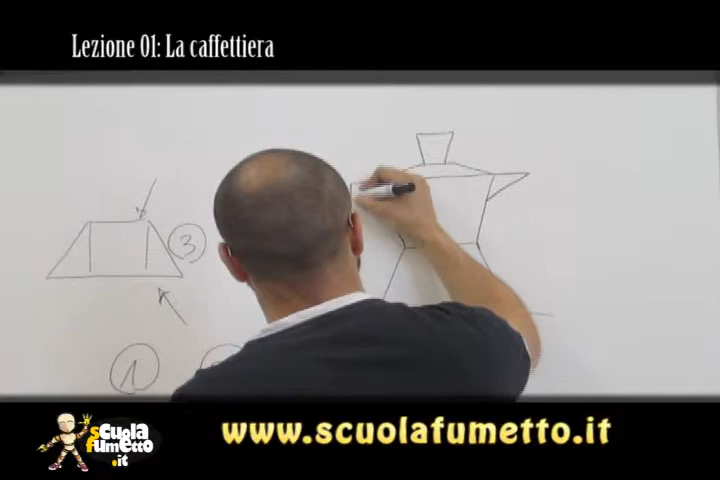 Lezione 01: La caffettiera
3
1
scuola
fumetto
.it
www.scuolafumetto.it